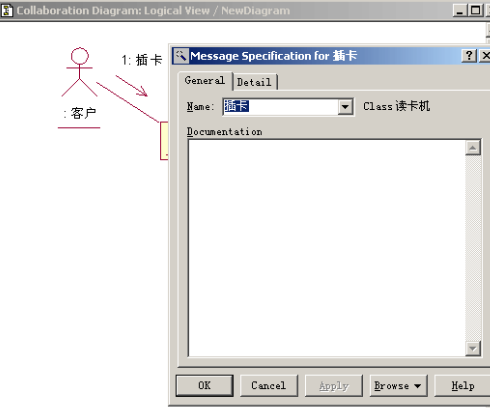 Collaboration Diagram: Logical View / NewDiagram
1: 插卡
Message Specification for 插卡
General
Detail
Name:
插卡
Class 读卡机
: 客户
Documentation
OK
Cancel
Apply
Browse
Help